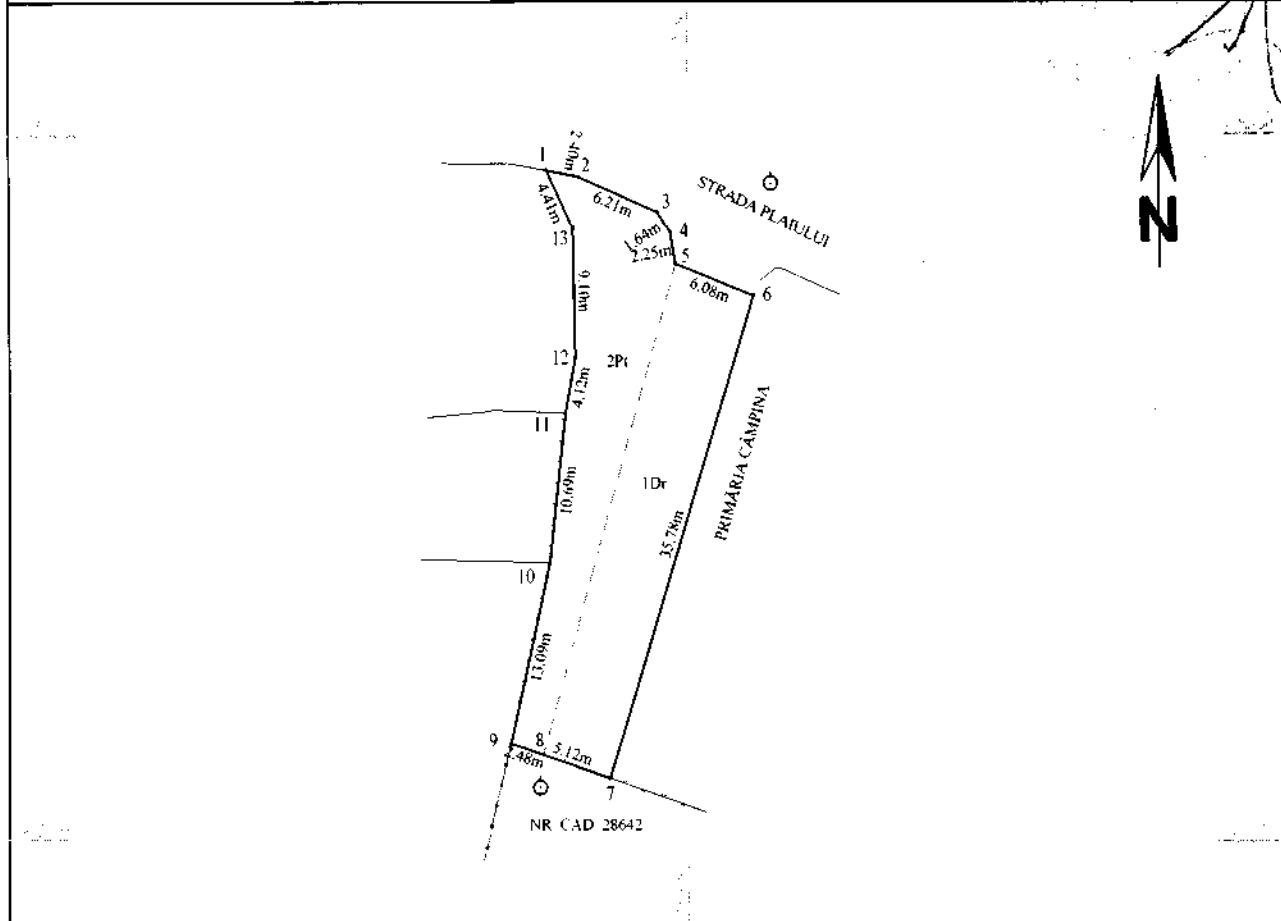 1
2.40m
2
STRADA PLAIULUI
6.21m
3
4.41m
13
1.64m
4
2.25m
5
6.08m
6
N
9.10m
12
2Pt
4.12m
11
PRIMĂRIA CÂMPINA
1Dr
10.69m
35.78m
10
13.09m
9
8
5.12m
2.48m
7
NR CAD 28642